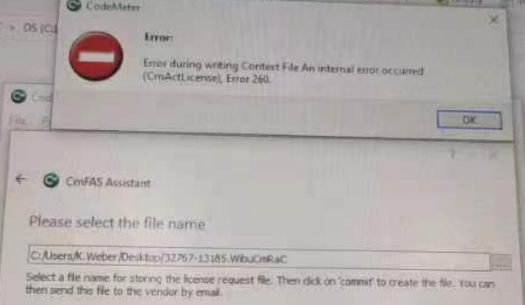 CodeMeter
OS (C:
Error:
Error during writing Context File An internal error occurred
(CmActLicense), Error 260.
OK
Cod
File
CmFAS Assistant
Please select the file name
C:/Users/K.Weber/Desktop/32767-13185.WibuCmRaC
Select a file name for storing the license request file. Then click on 'commit' to create the file. You can
then send this file to the vendor by email.